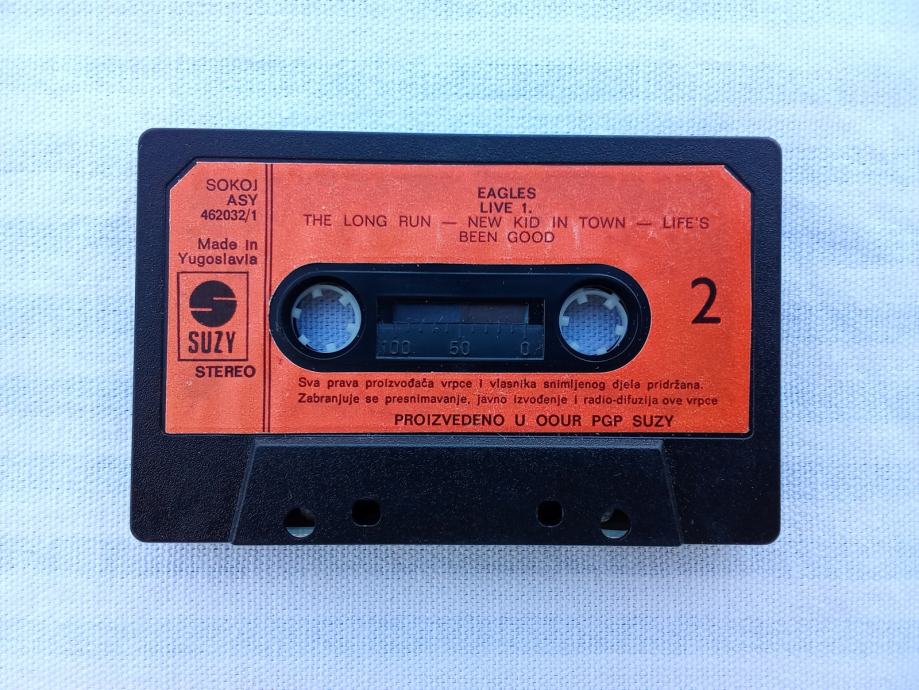 SOKOJ
ASY
462032/1
Made in
Yugoslavia
SUZY
STEREO
EAGLES
LIVE 1.
THE LONG RUN — NEW KID IN TOWN — LIFE'S
BEEN GOOD
2
100 50 0
Sva prava proizvođača vrpce i vlasnika snimljenog djela pridržana.
Zabranjuje se presnimavanje, javno izvođenje i radio-difuzija ove vrpce
PROIZVEDENO U OOUR PGP SUZY